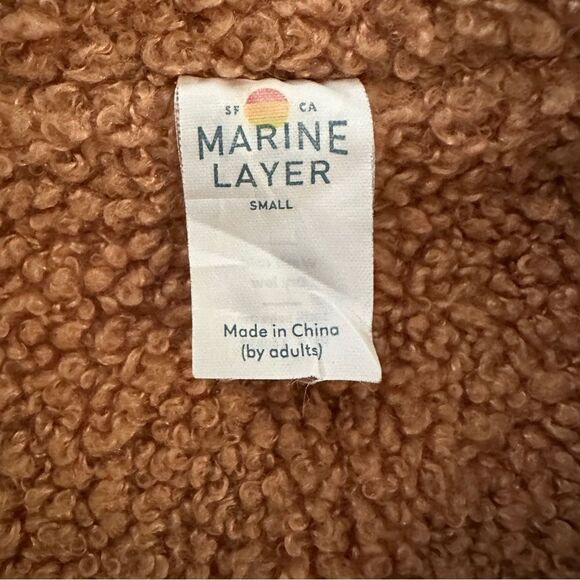 SF CA
MARINE
LAYER
SMALL
Made in China
(by adults)